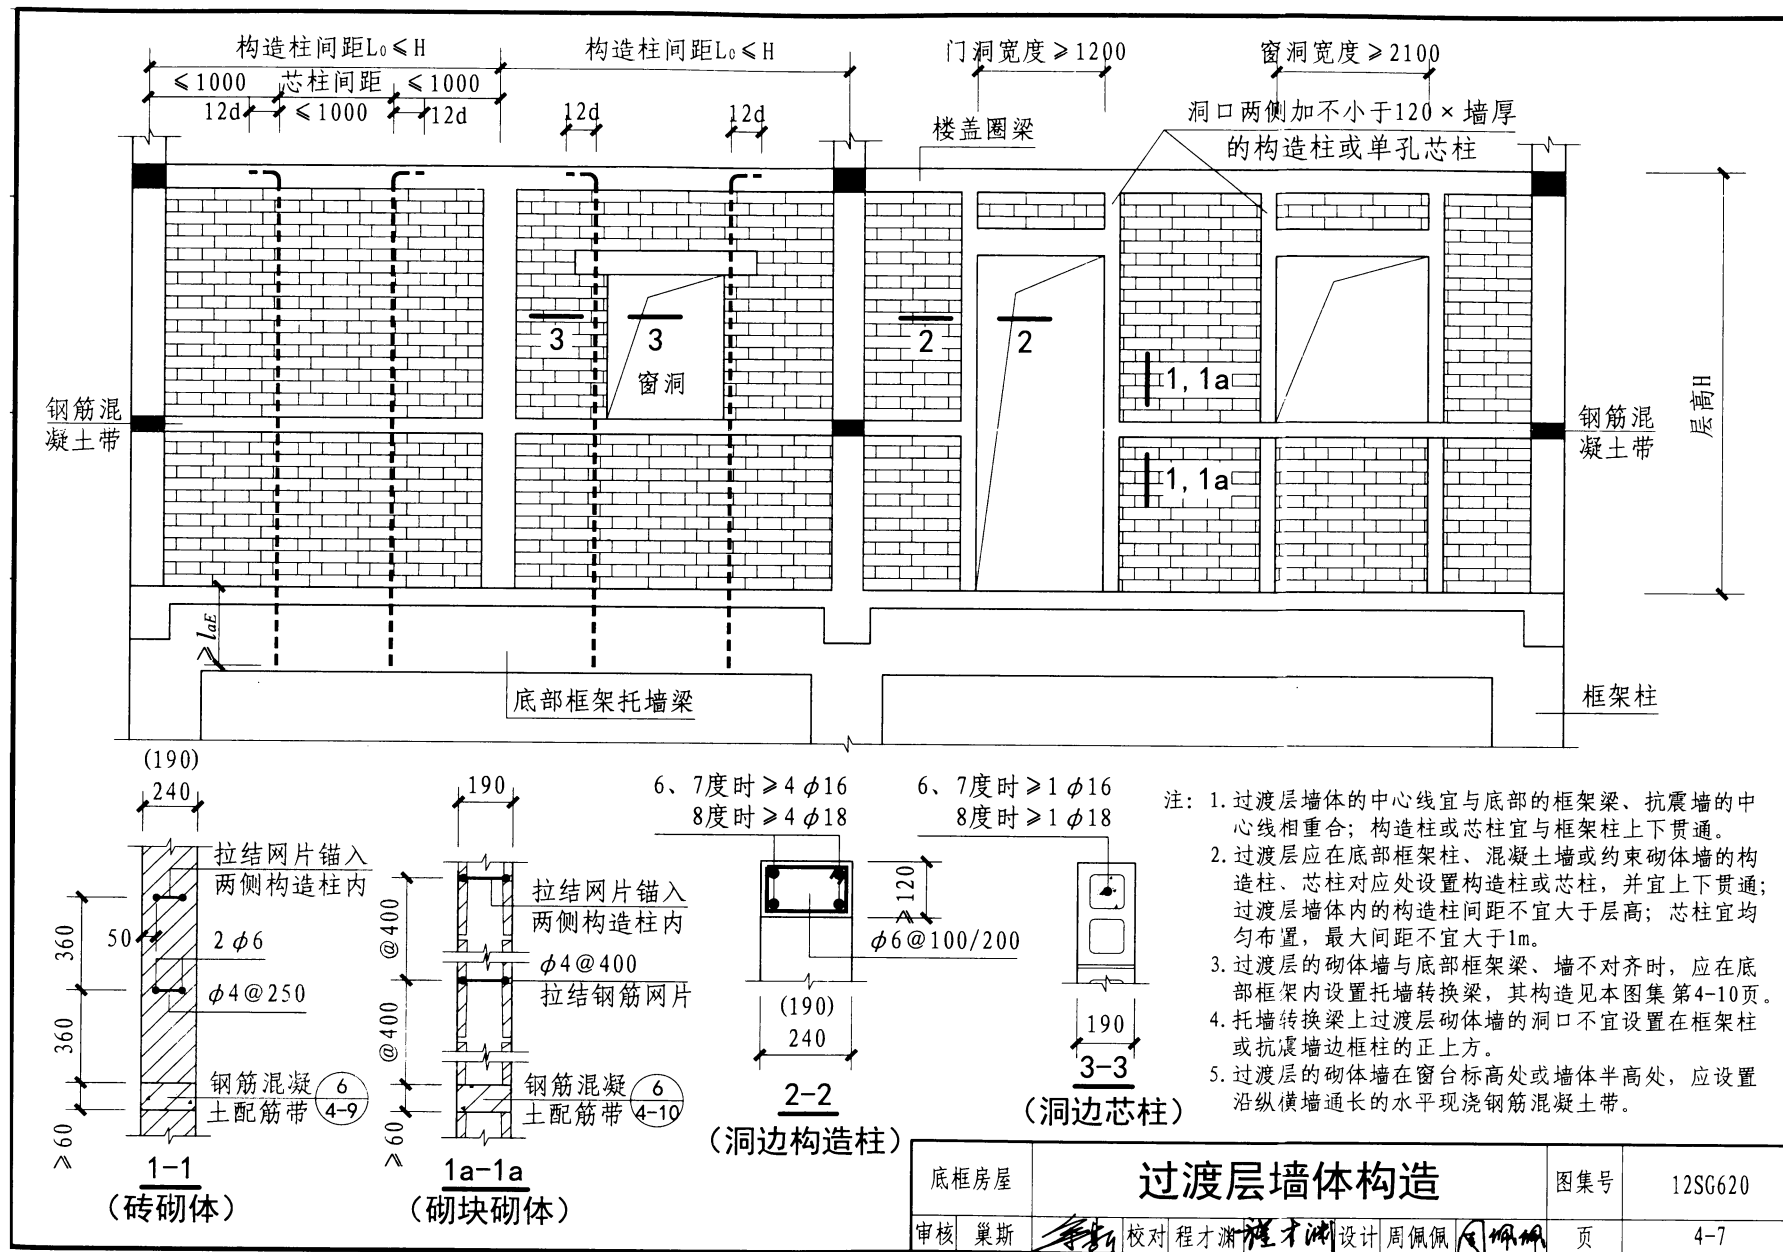 构造柱间距L₀≤H
构造柱间距L₀≤H
门洞宽度≥1200
窗洞宽度≥2100
≤1000
芯柱间距
≤1000
≤1000
12d
12d
12d
12d
楼盖圈梁
洞口两侧加不小于120×墙厚
的构造柱或单孔芯柱
3
3
2
2
窗洞
1, 1a
1, 1a
钢筋混
凝土带
钢筋混
凝土带
层高H
≥laE
底部框架托墙梁
框架柱
(190)
240
拉结网片锚入
两侧构造柱内
360
50
2φ6
φ4@250
360
钢筋混凝
土配筋带
6
4-9
≥60
1-1
(砖砌体)
190
拉结网片锚入
两侧构造柱内
@400
φ4@400
拉结钢筋网片
@400
钢筋混凝
土配筋带
6
4-10
≥60
1a-1a
(砌块砌体)
6、7度时≥4φ16
8度时≥4φ18
≥120
φ6@100/200
(190)
240
2-2
(洞边构造柱)
6、7度时≥1φ16
8度时≥1φ18
190
3-3
(洞边芯柱)
注: 1.过渡层墙体的中心线宜与底部的框架梁、抗震墙的中
心线相重合；构造柱或芯柱宜与框架柱上下贯通。
2.过渡层应在底部框架柱、混凝土墙或约束砌体墙的构
造柱、芯柱对应处设置构造柱或芯柱，并宜上下贯通；
过渡层墙体内的构造柱间距不宜大于层高；芯柱宜均
匀布置，最大间距不宜大于1m。
3.过渡层的砌体墙与底部框架梁、墙不对齐时，应在底
部框架内设置托墙转换梁，其构造见本图集第4-10页。
4.托墙转换梁上过渡层砌体墙的洞口不宜设置在框架柱
或抗震墙边框柱的正上方。
5.过渡层的砌体墙在窗台标高处或墙体半高处，应设置
沿纵横墙通长的水平现浇钢筋混凝土带。
底框房屋
过渡层墙体构造
图集号
12SG620
审核 巢斯 校对 程才渊 程才渊 设计 周佩佩 周佩佩 页 4-7